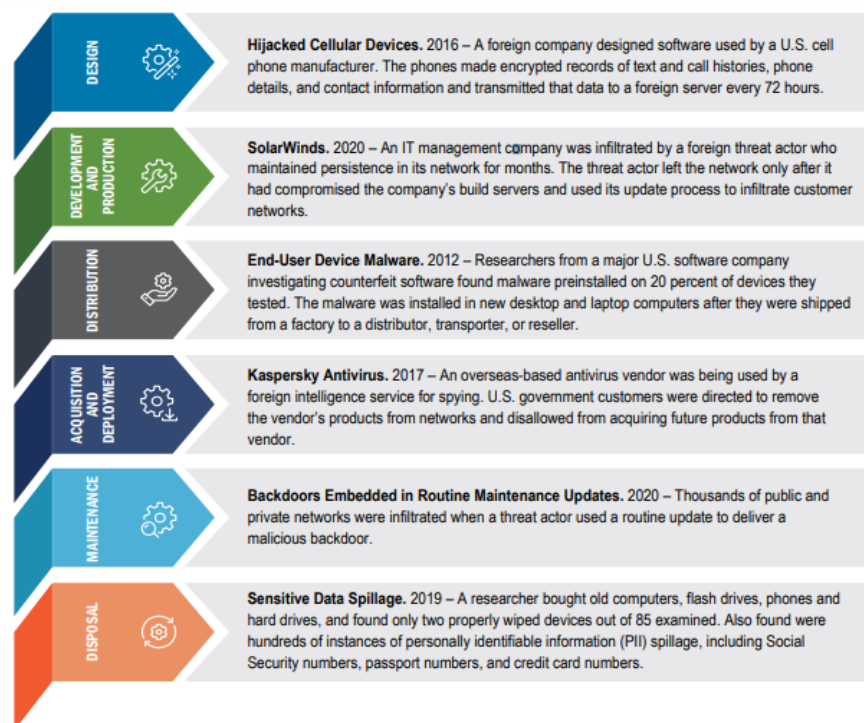 DESIGN
Hijacked Cellular Devices. 2016 – A foreign company designed software used by a U.S. cell
phone manufacturer. The phones made encrypted records of text and call histories, phone
details, and contact information and transmitted that data to a foreign server every 72 hours.
DEVELOPMENT
AND
PRODUCTION
SolarWinds. 2020 – An IT management company was infiltrated by a foreign threat actor who
maintained persistence in its network for months. The threat actor left the network only after it
had compromised the company's build servers and used its update process to infiltrate customer
networks.
DISTRIBUTION
End-User Device Malware. 2012 – Researchers from a major U.S. software company
investigating counterfeit software found malware preinstalled on 20 percent of devices they
tested. The malware was installed in new desktop and laptop computers after they were shipped
from a factory to a distributor, transporter, or reseller.
ACQUISITION
AND
DEPLOYMENT
Kaspersky Antivirus. 2017 – An overseas-based antivirus vendor was being used by a
foreign intelligence service for spying. U.S. government customers were directed to remove
the vendor's products from networks and disallowed from acquiring future products from that
vendor.
MAINTENANCE
Backdoors Embedded in Routine Maintenance Updates. 2020 – Thousands of public and
private networks were infiltrated when a threat actor used a routine update to deliver a
malicious backdoor.
DISPOSAL
Sensitive Data Spillage. 2019 – A researcher bought old computers, flash drives, phones and
hard drives, and found only two properly wiped devices out of 85 examined. Also found were
hundreds of instances of personally identifiable information (PII) spillage, including Social
Security numbers, passport numbers, and credit card numbers.